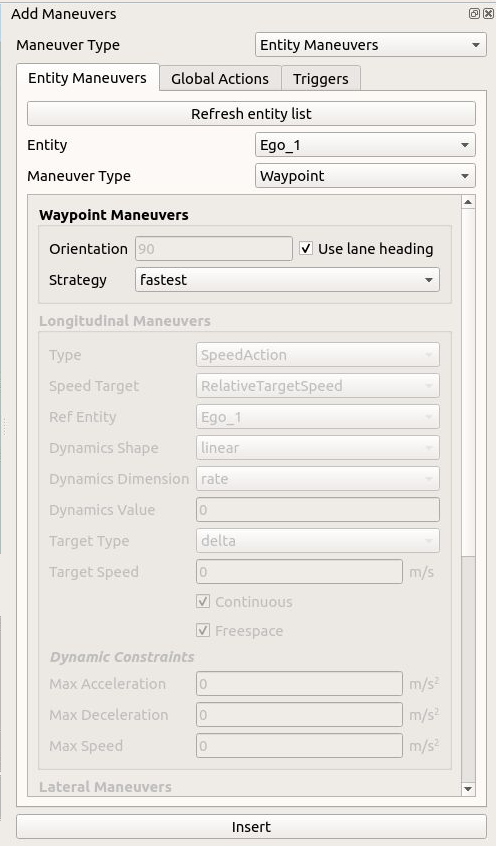 Add Maneuvers
Maneuver Type Entity Maneuvers
Entity Maneuvers Global Actions Triggers
Refresh entity list
Entity Ego_1
Maneuver Type Waypoint
Waypoint Maneuvers
Orientation 90 Use lane heading
Strategy fastest
Longitudinal Maneuvers
Type SpeedAction
Speed Target RelativeTargetSpeed
Ref Entity Ego_1
Dynamics Shape linear
Dynamics Dimension rate
Dynamics Value 0
Target Type delta
Target Speed 0 m/s
Continuous
Freespace
Dynamic Constraints
Max Acceleration 0 m/s²
Max Deceleration 0 m/s²
Max Speed 0 m/s²
Lateral Maneuvers
Insert